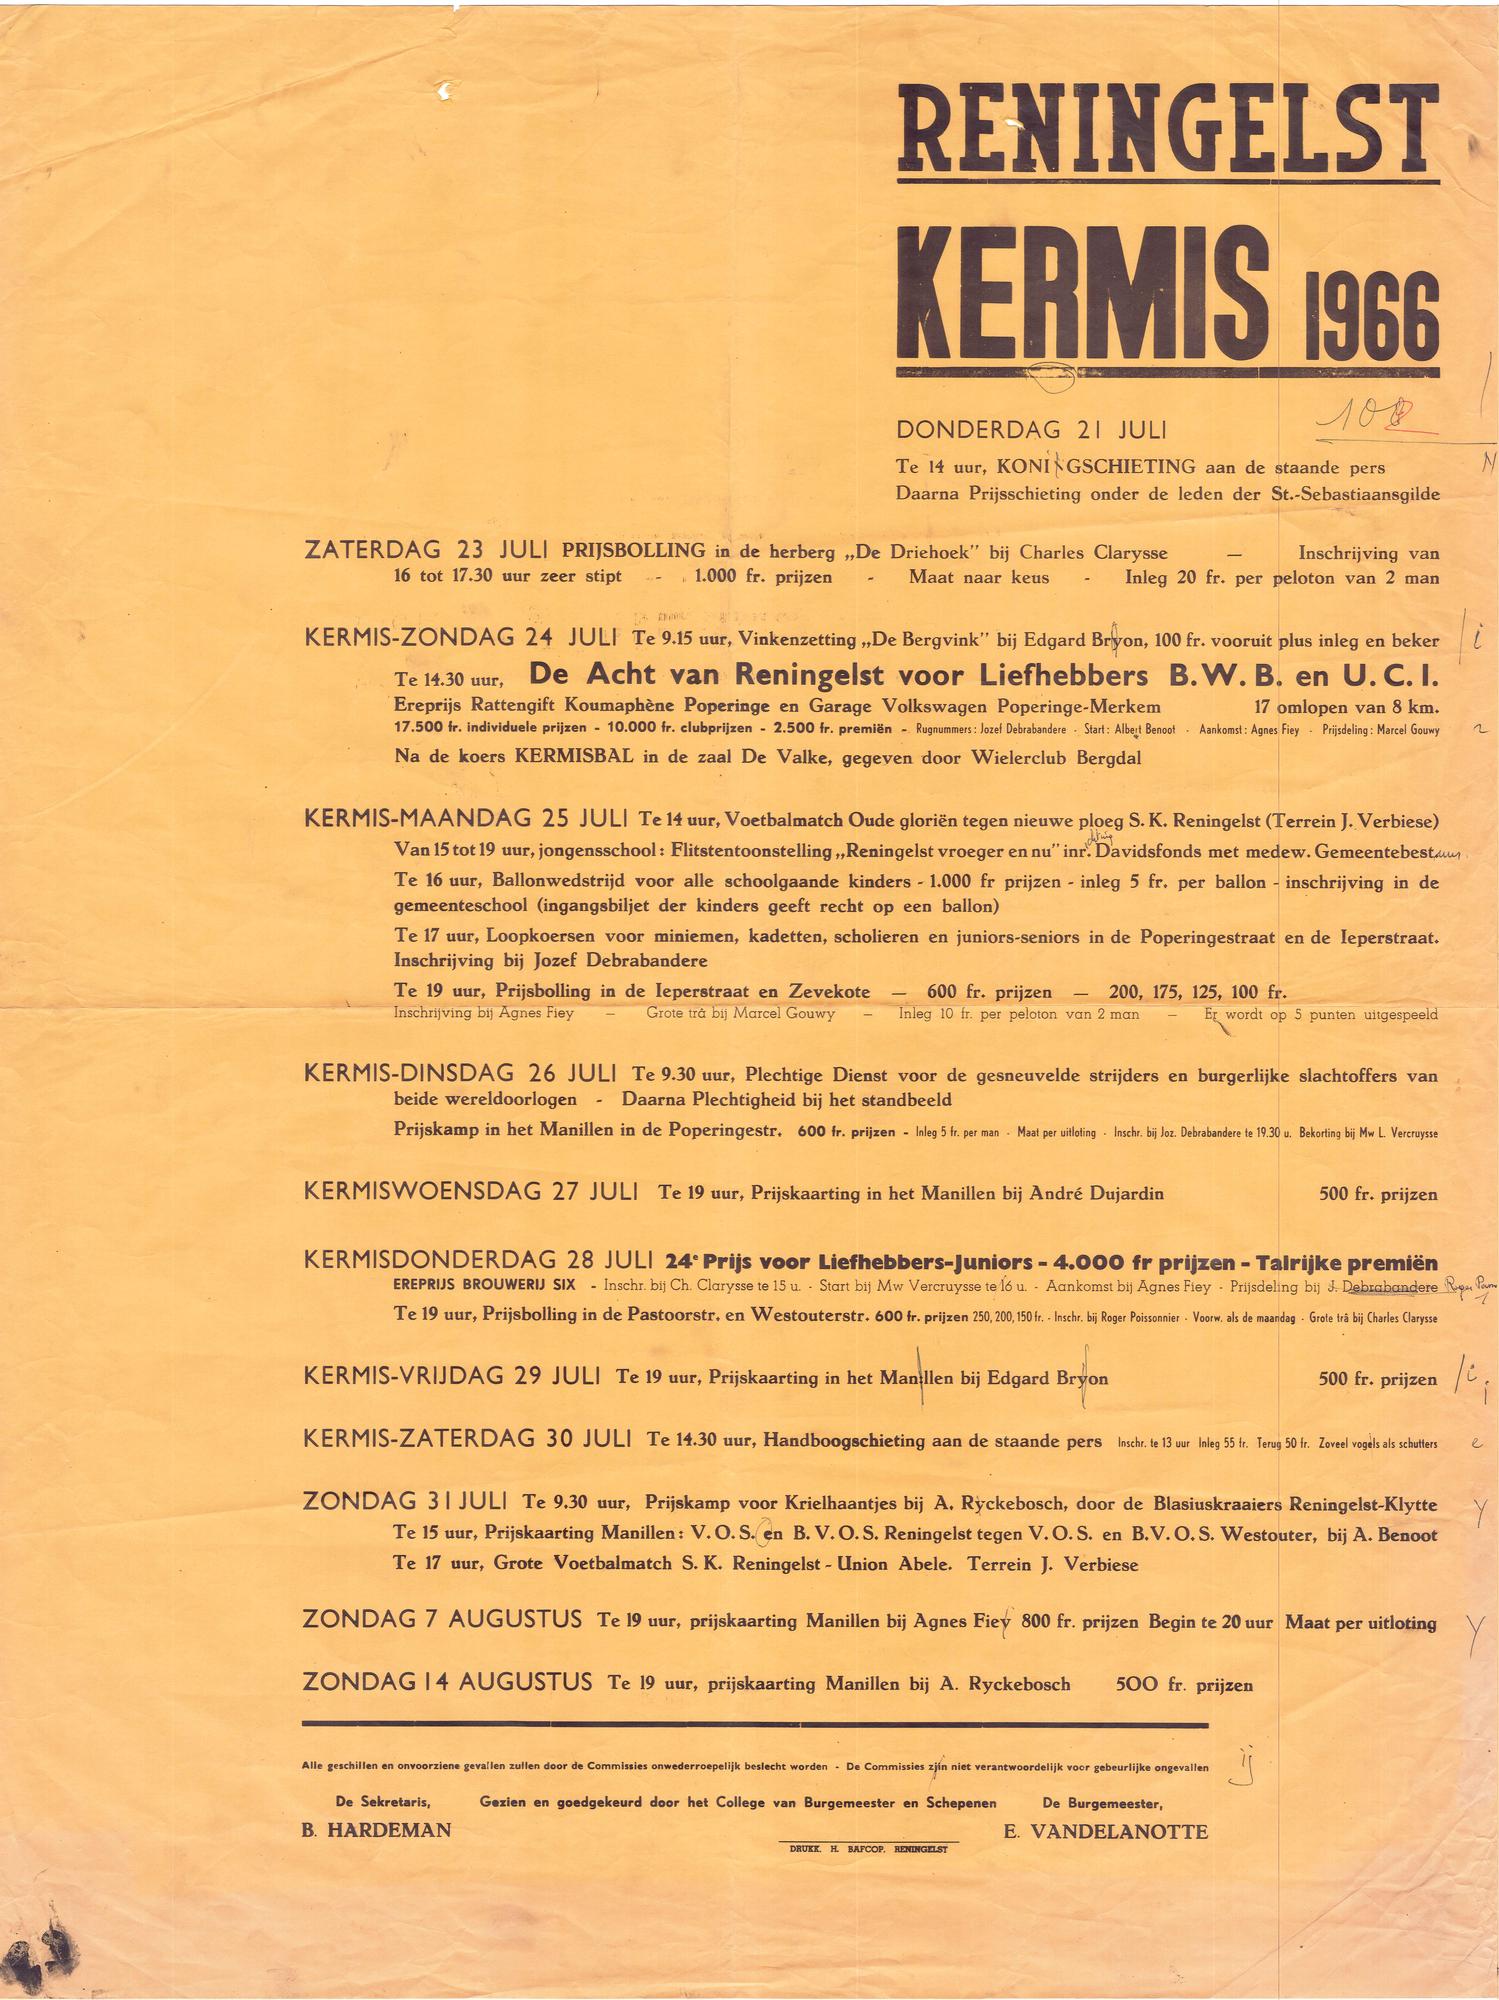 RENINGELST
KERMIS 1966
108
DONDERDAG 21 JULI
Te 14 uur, KONINGSCHIETING aan de staande pers
Daarna Prijsschieting onder de leden der St.-Sebastiaansgilde
ZATERDAG 23 JULI PRIJSBOLLING in de herberg „De Driehoek” bij Charles Clarysse — Inschrijving van
16 tot 17.30 uur zeer stipt - 1.000 fr. prijzen - Maat naar keus - Inleg 20 fr. per peloton van 2 man
KERMIS-ZONDAG 24 JULI Te 9.15 uur, Vinkenzetting „De Bergvink” bij Edgard Bryon, 100 fr. vooruit plus inleg en beker
Te 14.30 uur, De Acht van Reningelst voor Liefhebbers B.W.B. en U.C.I.
Ereprijs Rattengift Koumaphène Poperinge en Garage Volkswagen Poperinge-Merkem 17 omlopen van 8 km.
17.500 fr. individuele prijzen - 10.000 fr. clubprijzen - 2.500 fr. premiën - Rugnummers: Jozef Debrabandere - Start: Albert Benoot - Aankomst: Agnes Fiey - Prijsdeling: Marcel Gouwy
Na de koers KERMISBAL in de zaal De Valke, gegeven door Wielerclub Bergdal
KERMIS-MAANDAG 25 JULI Te 14 uur, Voetbalmatch Oude gloriën tegen nieuwe ploeg S. K. Reningelst (Terrein J. Verbiese)
Van 15 tot 19 uur, jongensschool: Flitstentoonstelling „Reningelst vroeger en nu” inr. Davidsfonds met medew. Gemeentebest.
Te 16 uur, Ballonwedstrijd voor alle schoolgaande kinders - 1.000 fr prijzen - inleg 5 fr. per ballon - inschrijving in de
gemeenteschool (ingangsbiljet der kinders geeft recht op een ballon)
Te 17 uur, Loopkoersen voor miniemen, kadetten, scholieren en juniors-seniors in de Poperingestraat en de Ieperstraat.
Inschrijving bij Jozef Debrabandere
Te 19 uur, Prijsbolling in de Ieperstraat en Zevekote — 600 fr. prijzen — 200, 175, 125, 100 fr.
Inschrijving bij Agnes Fiey — Grote trâ bij Marcel Gouwy — Inleg 10 fr. per peloton van 2 man — Er wordt op 5 punten uitgespeeld
KERMIS-DINSDAG 26 JULI Te 9.30 uur, Plechtige Dienst voor de gesneuvelde strijders en burgerlijke slachtoffers van
beide wereldoorlogen - Daarna Plechtigheid bij het standbeeld
Prijskamp in het Manillen in de Poperingestr. 600 fr. prijzen - Inleg 5 fr. per man - Maat per uitloting - Inschr. bij Joz. Debrabandere te 19.30 u. Bekorting bij Mw L. Vercruysse
KERMISWOENSDAG 27 JULI Te 19 uur, Prijskaarting in het Manillen bij André Dujardin 500 fr. prijzen
KERMISDONDERDAG 28 JULI 24e Prijs voor Liefhebbers-Juniors - 4.000 fr prijzen - Talrijke premiën
EREPRIJS BROUWERIJ SIX - Inschr. bij Ch. Clarysse te 15 u. - Start bij Mw Vercruysse te 16 u. - Aankomst bij Agnes Fiey - Prijsdeling bij J. Debrabandere Roger
Te 19 uur, Prijsbolling in de Pastoorstr. en Westouterstr. 600 fr. prijzen 250, 200, 150 fr. - Inschr. bij Roger Poissonnier - Voorw. als de maandag - Grote trâ bij Charles Clarysse
KERMIS-VRIJDAG 29 JULI Te 19 uur, Prijskaarting in het Manillen bij Edgard Bryon 500 fr. prijzen
KERMIS-ZATERDAG 30 JULI Te 14.30 uur, Handboogschieting aan de staande pers Inschr. te 13 uur Inleg 55 fr. Terug 50 fr. Zoveel vogels als schutters
ZONDAG 31 JULI Te 9.30 uur, Prijskamp voor Krielhaantjes bij A. Ryckebosch, door de Blasiuskraaiers Reningelst-Klytte
Te 15 uur, Prijskaarting Manillen: V.O.S. en B.V.O.S. Reningelst tegen V.O.S. en B.V.O.S. Westouter, bij A. Benoot
Te 17 uur, Grote Voetbalmatch S. K. Reningelst - Union Abele. Terrein J. Verbiese
ZONDAG 7 AUGUSTUS Te 19 uur, prijskaarting Manillen bij Agnes Fiey 800 fr. prijzen Begin te 20 uur Maat per uitloting
ZONDAG 14 AUGUSTUS Te 19 uur, prijskaarting Manillen bij A. Ryckebosch 500 fr. prijzen
Alle geschillen en onvoorziene gevallen zullen door de Commissies onwederroepelijk beslecht worden - De Commissies zjin niet verantwoordelijk voor gebeurlijke ongevallen ij
De Sekretaris, Gezien en goedgekeurd door het College van Burgemeester en Schepenen De Burgemeester,
B. HARDEMAN E. VANDELANOTTE
DRUKK. H. BAFCOP. RENINGELST